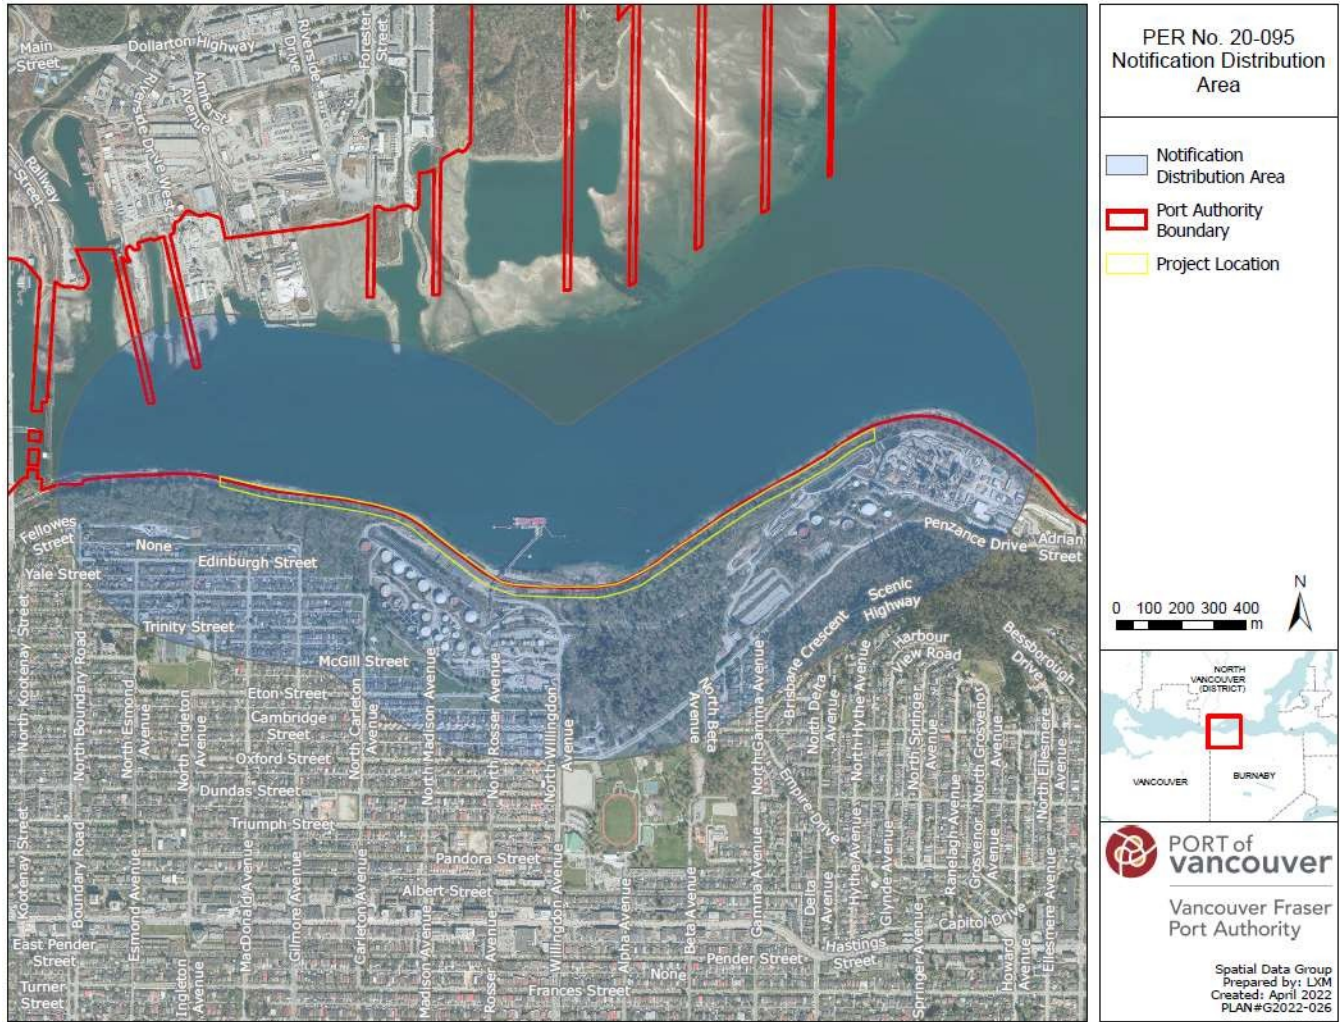 PER No. 20-095
Notification Distribution
Area
Notification
Distribution Area
Port Authority
Boundary
Project Location
N
0 100 200 300 400
m
NORTH
VANCOUVER
(DISTRICT)
VANCOUVER
BURNABY
PORT of
vancouver
Vancouver Fraser
Port Authority
Spatial Data Group
Prepared by: LXM
Created: April 2022
PLAN#G2022-026
Main
Street
Dollarton Highway
Riverside
Drive
Forester
Street
Amherst
Avenue
Riverside Drive West
Railway
Street
Fellowes
Street
None
Edinburgh Street
Yale Street
Trinity Street
McGill Street
Eton Street
Cambridge
Street
Oxford Street
Dundas Street
Triumph Street
Pandora Street
Albert Street
East Pender
Street
Turner
Street
Frances Street
None
Pender Street
Hastings
Street
Capitol Drive
Penzance Drive
Adrian
Street
Scenic
Highway
Harbour
View Road
Bessborough
Drive
Brisbane Crescent
Empire Drive
North Kootenay Street
North Boundary Road
North Esmond
Avenue
North Ingleton
Avenue
North Carleton
Avenue
North Madison Avenue
North Rosser Avenue
North Willingdon
Avenue
North Beta
Avenue
North Gamma Avenue
North Delta
Avenue
North Hythe Avenue
North Springer
Avenue
North Grosvenor
Avenue
North Ellesmere
Avenue
Kootenay Street
Boundary Road
Esmond Avenue
Ingleton
Avenue
MacDonald Avenue
Gilmore Avenue
Carleton Avenue
Madison Avenue
Rosser Avenue
Willingdon Avenue
Alpha Avenue
Beta Avenue
Gamma Avenue
Delta
Avenue
Hythe Avenue
Glynde Avenue
Springer Avenue
Ranelagh Avenue
Grosvenor
Howard
Avenue
Ellesmere Avenue